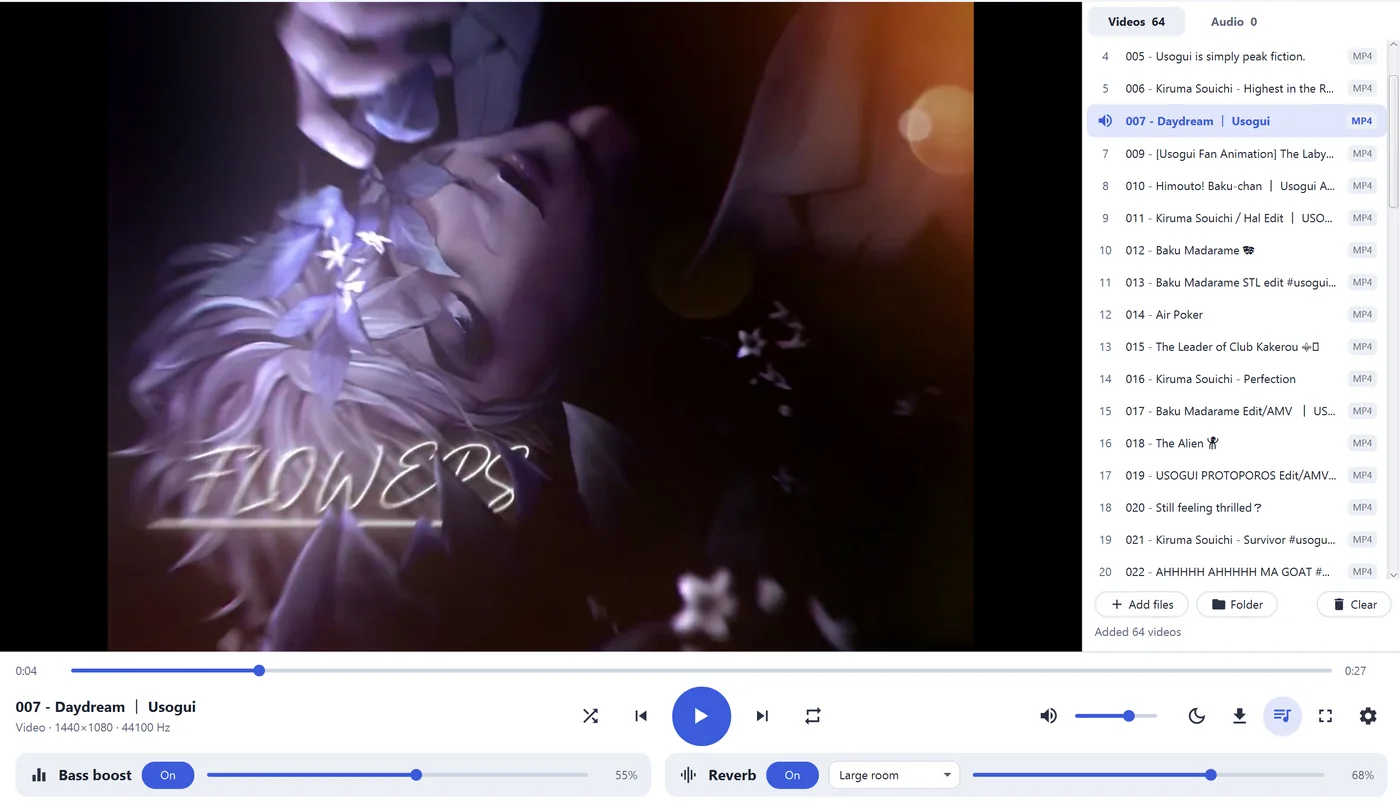 FLOWERS
Videos 64
Audio 0
4 005 - Usogui is simply peak fiction. MP4
5 006 - Kiruma Souichi - Highest in the R... MP4
007 - Daydream | Usogui MP4
7 009 - [Usogui Fan Animation] The Laby... MP4
8 010 - Himouto! Baku-chan | Usogui A... MP4
9 011 - Kiruma Souichi / Hal Edit | USO... MP4
10 012 - Baku Madarame MP4
11 013 - Baku Madarame STL edit #usogui... MP4
12 014 - Air Poker MP4
13 015 - The Leader of Club Kakerou MP4
14 016 - Kiruma Souichi - Perfection MP4
15 017 - Baku Madarame Edit/AMV | US... MP4
16 018 - The Alien MP4
17 019 - USOGUI PROTOPOROS Edit/AMV... MP4
18 020 - Still feeling thrilled？ MP4
19 021 - Kiruma Souichi - Survivor #usogu... MP4
20 022 - AHHHHH AHHHHH MA GOAT #... MP4
Add files
Folder
Clear
Added 64 videos
0:04
0:27
007 - Daydream | Usogui
Video · 1440×1080 · 44100 Hz
Bass boost On 55%
Reverb On Large room 68%